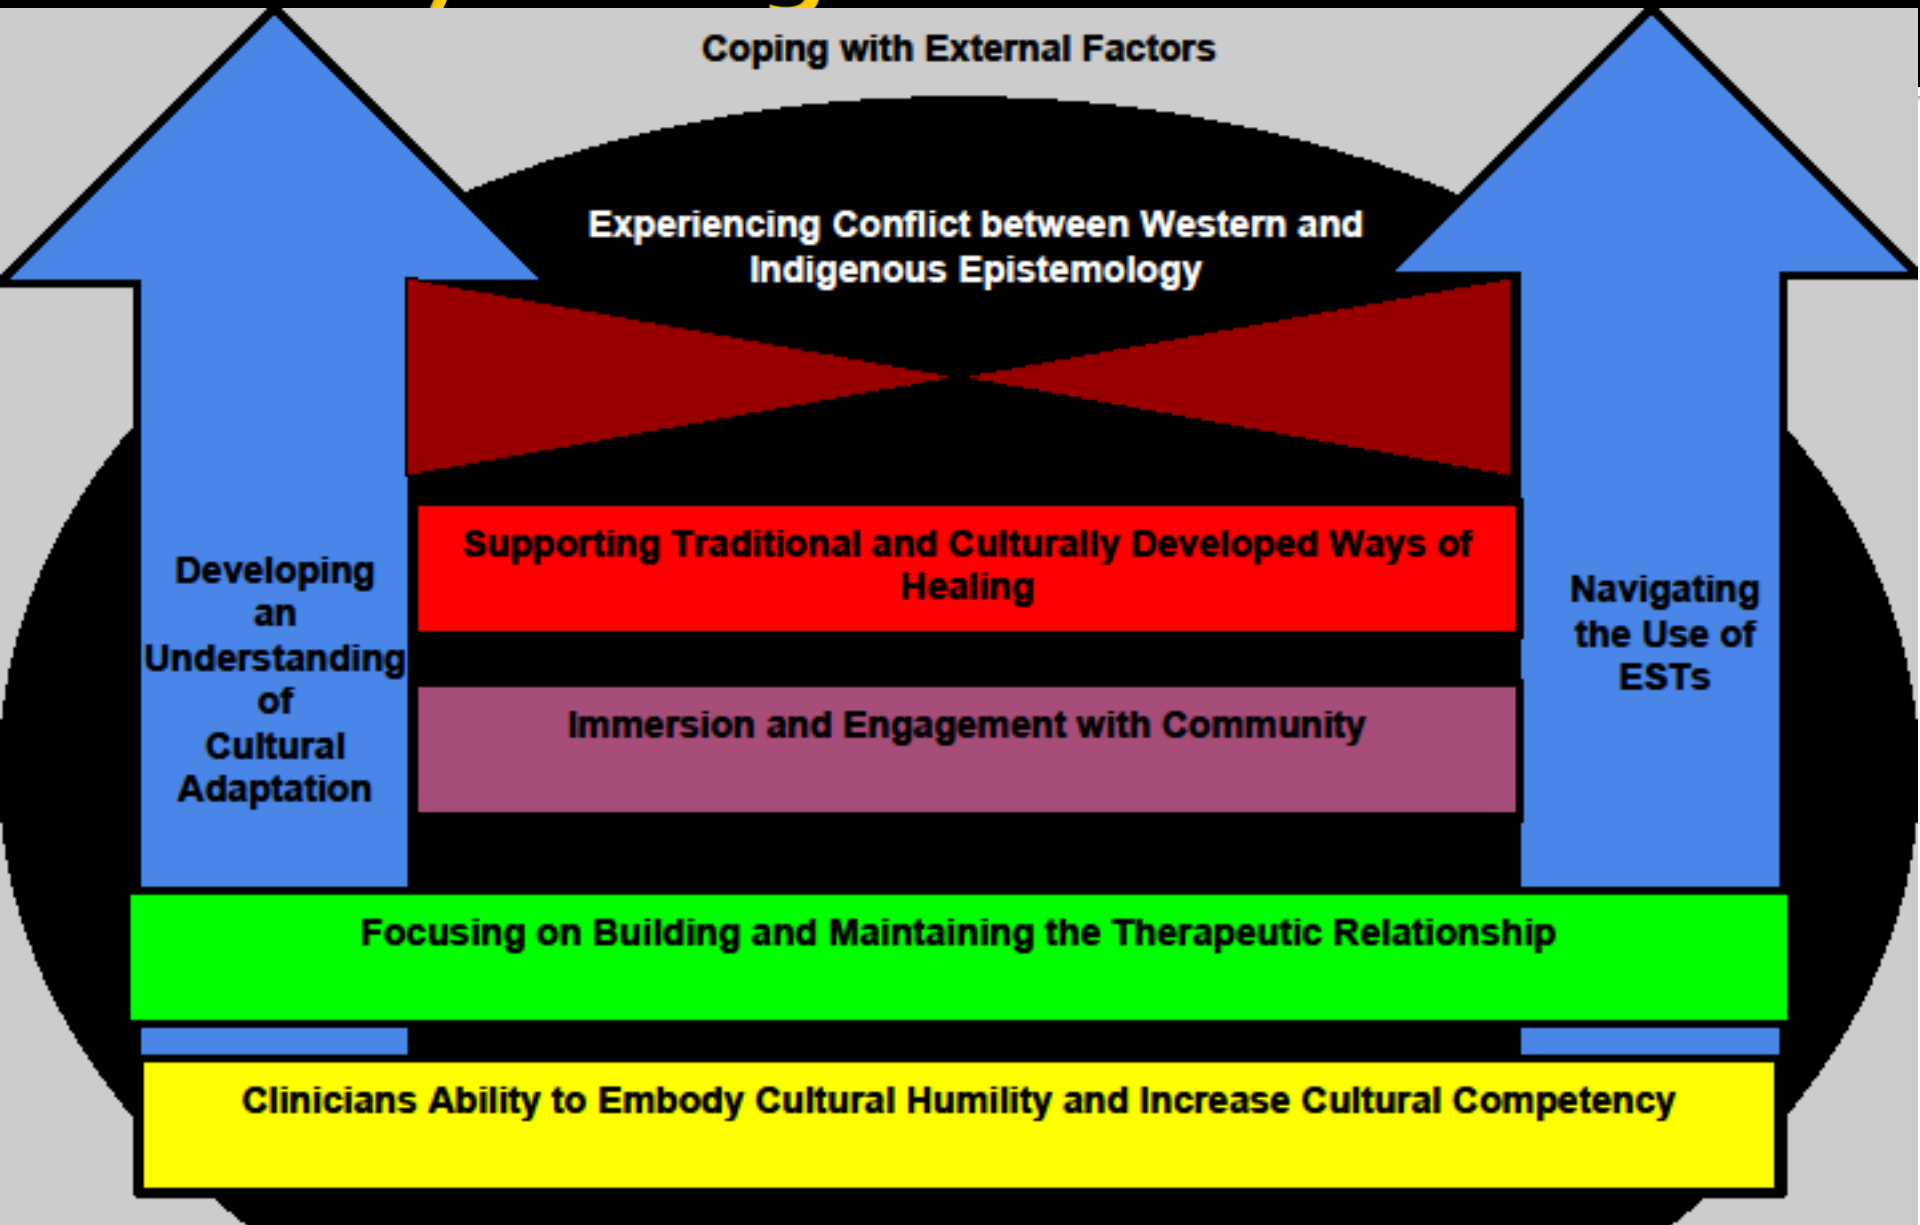 Coping with External Factors
Experiencing Conflict between Western and
Indigenous Epistemology
Supporting Traditional and Culturally Developed Ways of
Healing
Developing
an
Understanding
of
Cultural
Adaptation
Navigating
the Use of
ESTs
Immersion and Engagement with Community
Focusing on Building and Maintaining the Therapeutic Relationship
Clinicians Ability to Embody Cultural Humility and Increase Cultural Competency